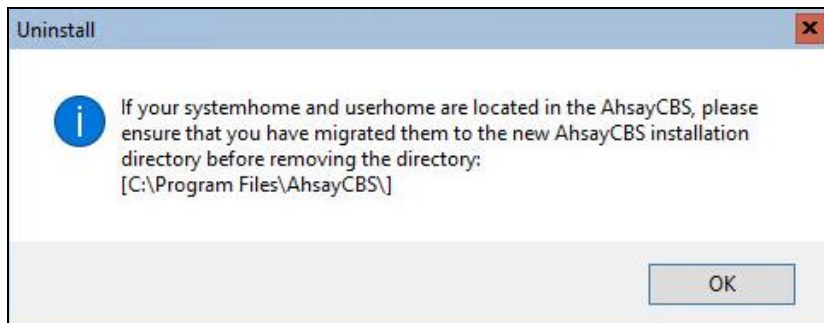 Uninstall
If your systemhome and userhome are located in the AhsayCBS, please
ensure that you have migrated them to the new AhsayCBS installation
directory before removing the directory:
[C:\Program Files\AhsayCBS\]
OK